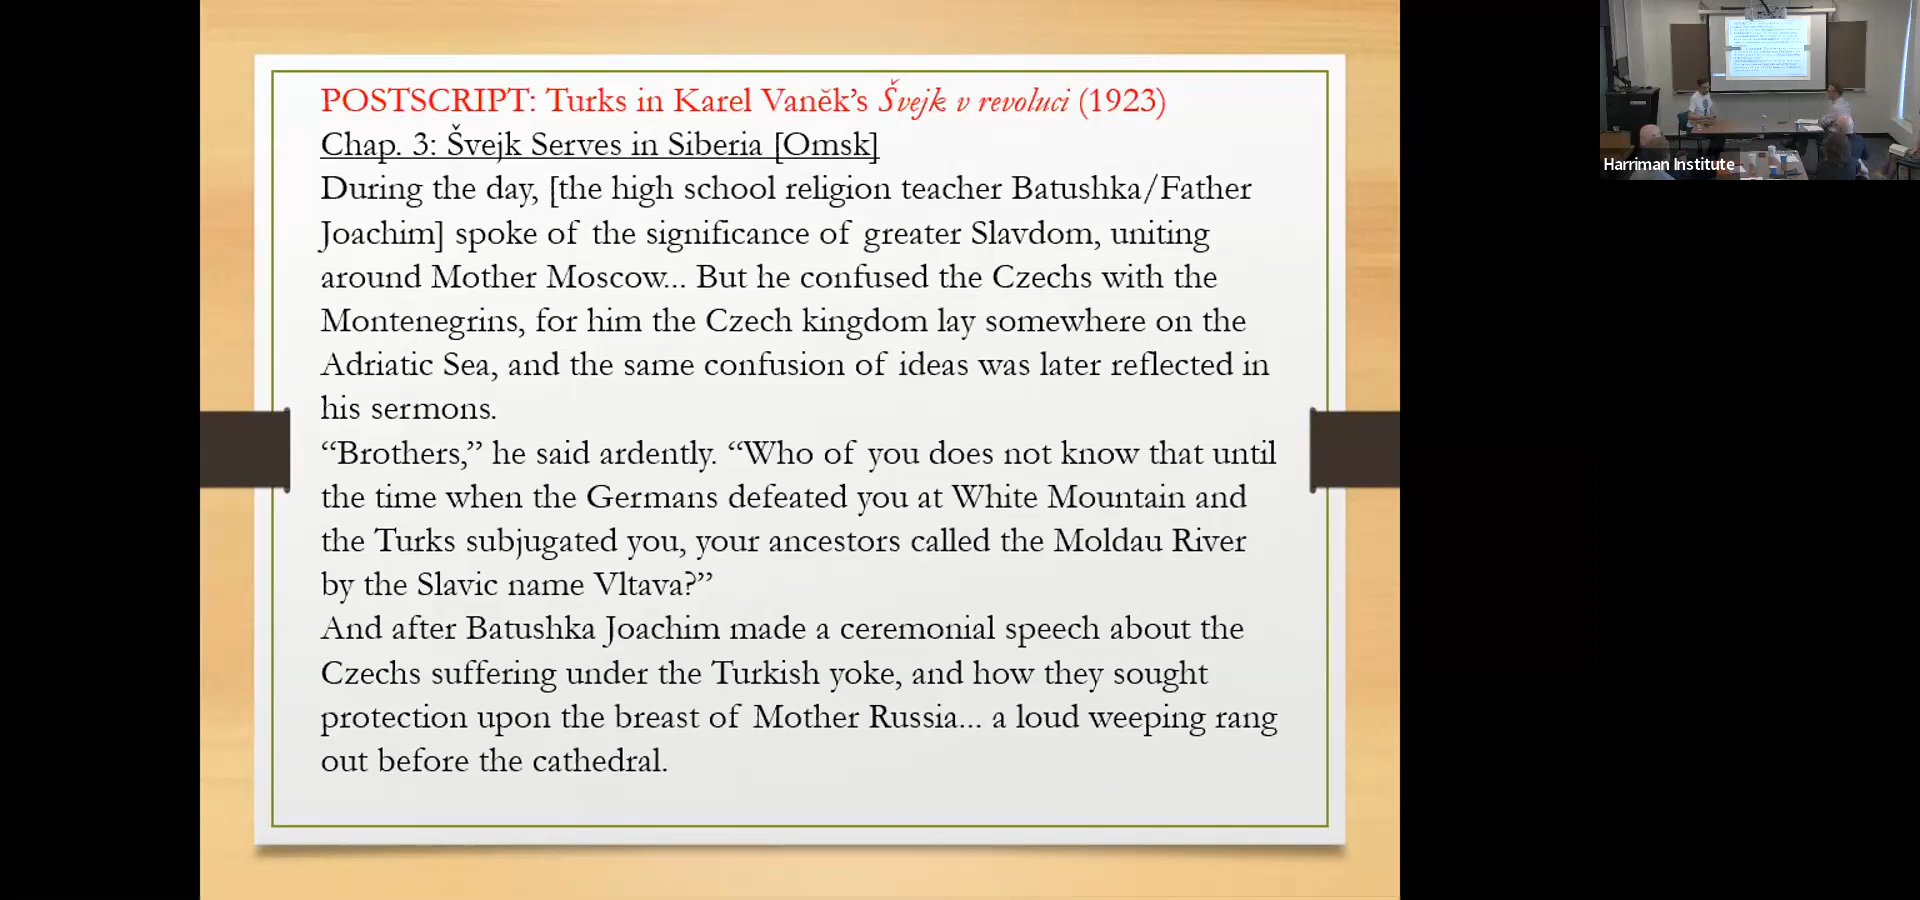 POSTSCRIPT: Turks in Karel Vaněk’s Švejk v revoluci (1923)
Chap. 3: Švejk Serves in Siberia [Omsk]
During the day, [the high school religion teacher Batushka/Father
Joachim] spoke of the significance of greater Slavdom, uniting
around Mother Moscow... But he confused the Czechs with the
Montenegrins, for him the Czech kingdom lay somewhere on the
Adriatic Sea, and the same confusion of ideas was later reflected in
his sermons.
“Brothers,” he said ardently. “Who of you does not know that until
the time when the Germans defeated you at White Mountain and
the Turks subjugated you, your ancestors called the Moldau River
by the Slavic name Vltava?”
And after Batushka Joachim made a ceremonial speech about the
Czechs suffering under the Turkish yoke, and how they sought
protection upon the breast of Mother Russia... a loud weeping rang
out before the cathedral.
Harriman Institute